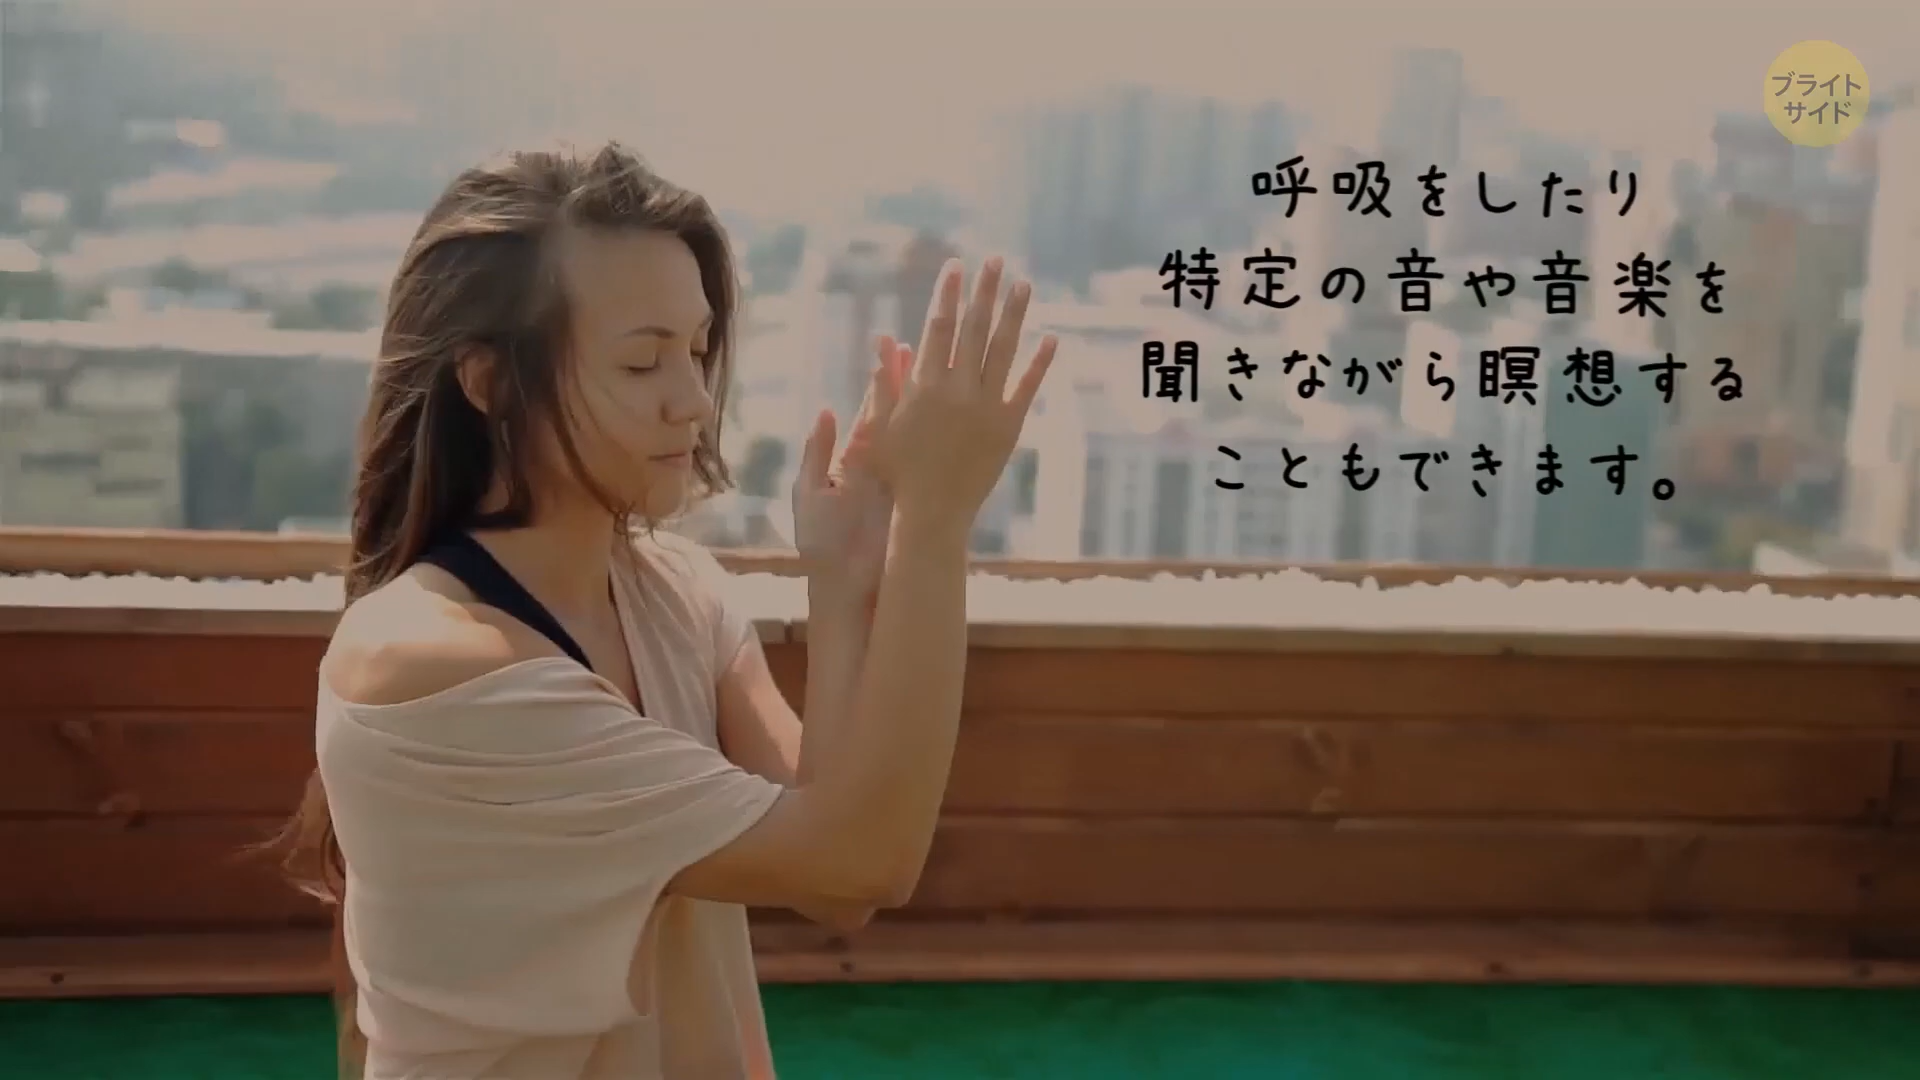 ブライト
サイド
呼吸をしたり
特定の音や音楽を
聞きながら瞑想する
こともできます。